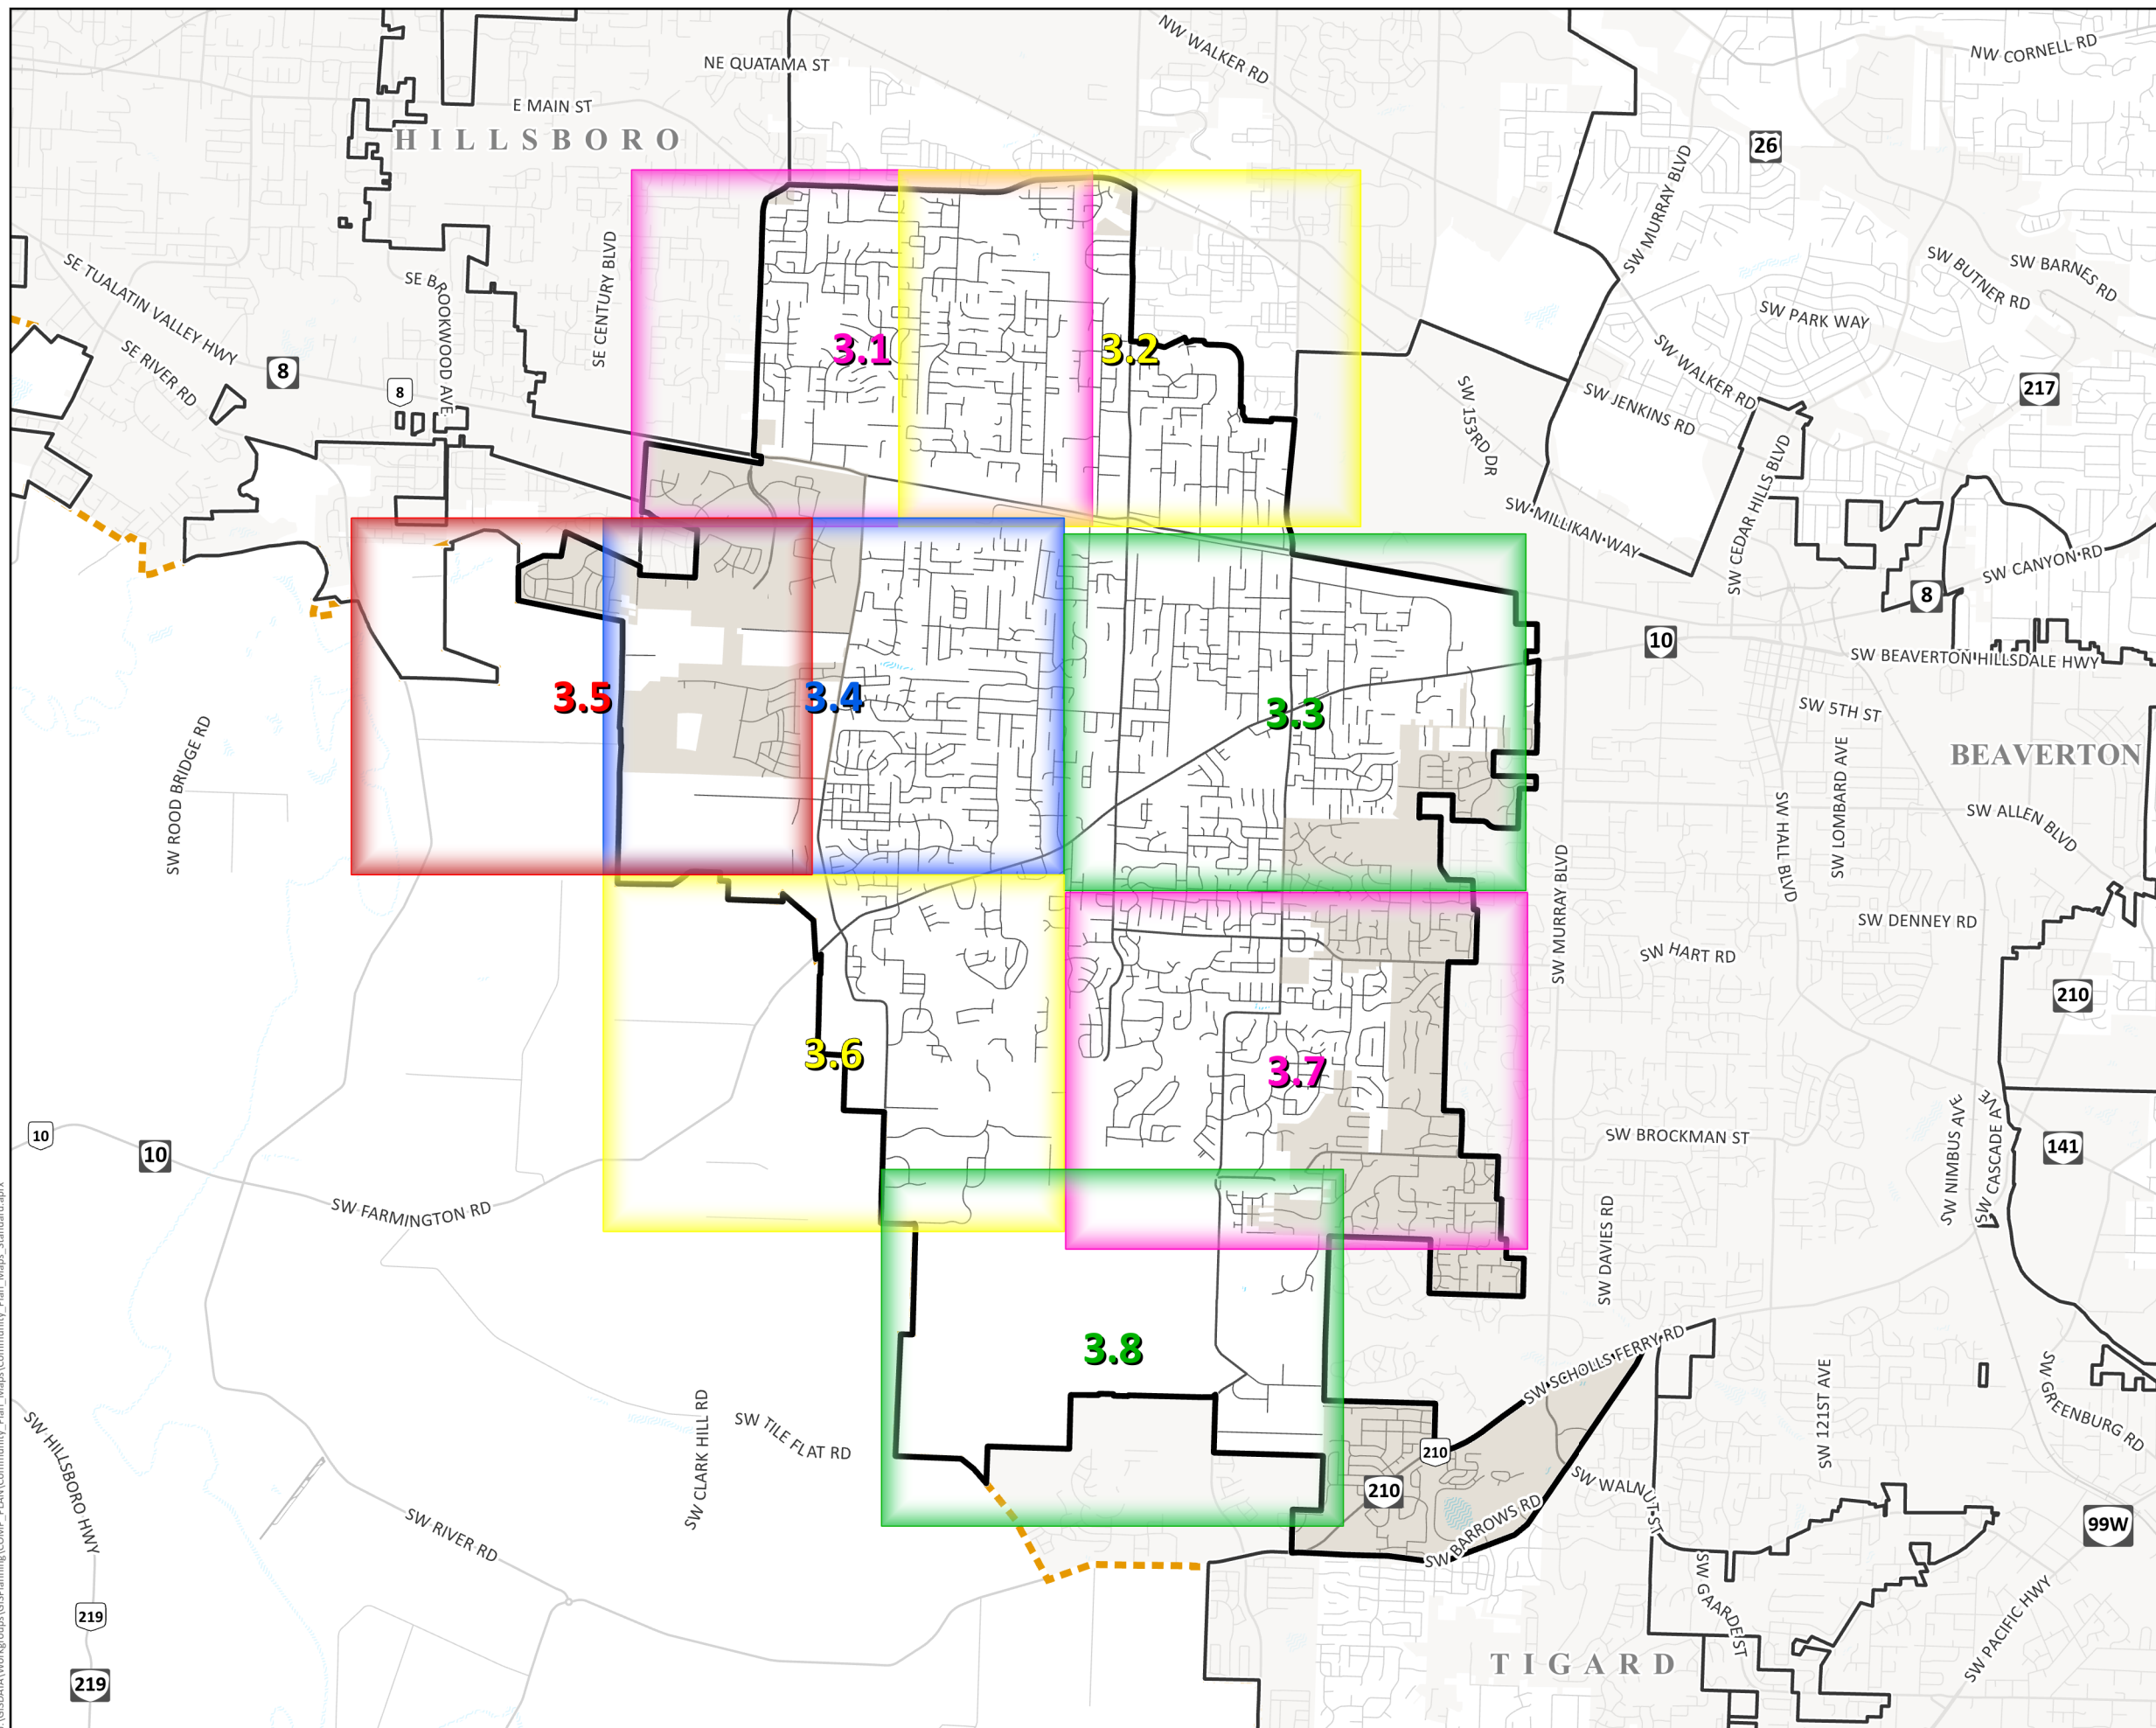 NW WALKER RD
NW CORNELL RD
NE QUATAMA ST
E MAIN ST
HILLSBORO
26
SW MURRAY BLVD
SE CENTURY BLVD
SE TUALATIN VALLEY HWY
SE BROOKWOOD AVE
SW BUTNER RD
SW BARNES RD
SW PARK WAY
SE RIVER RD
8
8
3.1
3.2
SW WALKER RD
217
SW JENKINS RD
SW 153RD DR
SW CEDAR HILLS BLVD
SW MILLIKAN WAY
SW CANYON RD
8
10
SW BEAVERTON HILLSDALE HWY
3.5
3.4
3.3
SW 5TH ST
SW ROOD BRIDGE RD
BEAVERTON
SW HALL BLVD
SW LOMBARD AVE
SW ALLEN BLVD
SW MURRAY BLVD
SW DENNEY RD
SW HART RD
210
3.6
3.7
10
10
SW BROCKMAN ST
SW NIMBUS AVE
SW CASCADE AVE
141
SW FARMINGTON RD
SW DAVIES RD
3.8
SW SCHOLLS FERRY RD
SW 121ST AVE
SW GREENBURG RD
SW HILLSBORO HWY
SW CLARK HILL RD
SW TILE FLAT RD
210
210
SW WALNUT ST
SW BARROWS RD
99W
SW RIVER RD
SW GAARDE ST
SW PACIFIC HWY
219
219
TIGARD